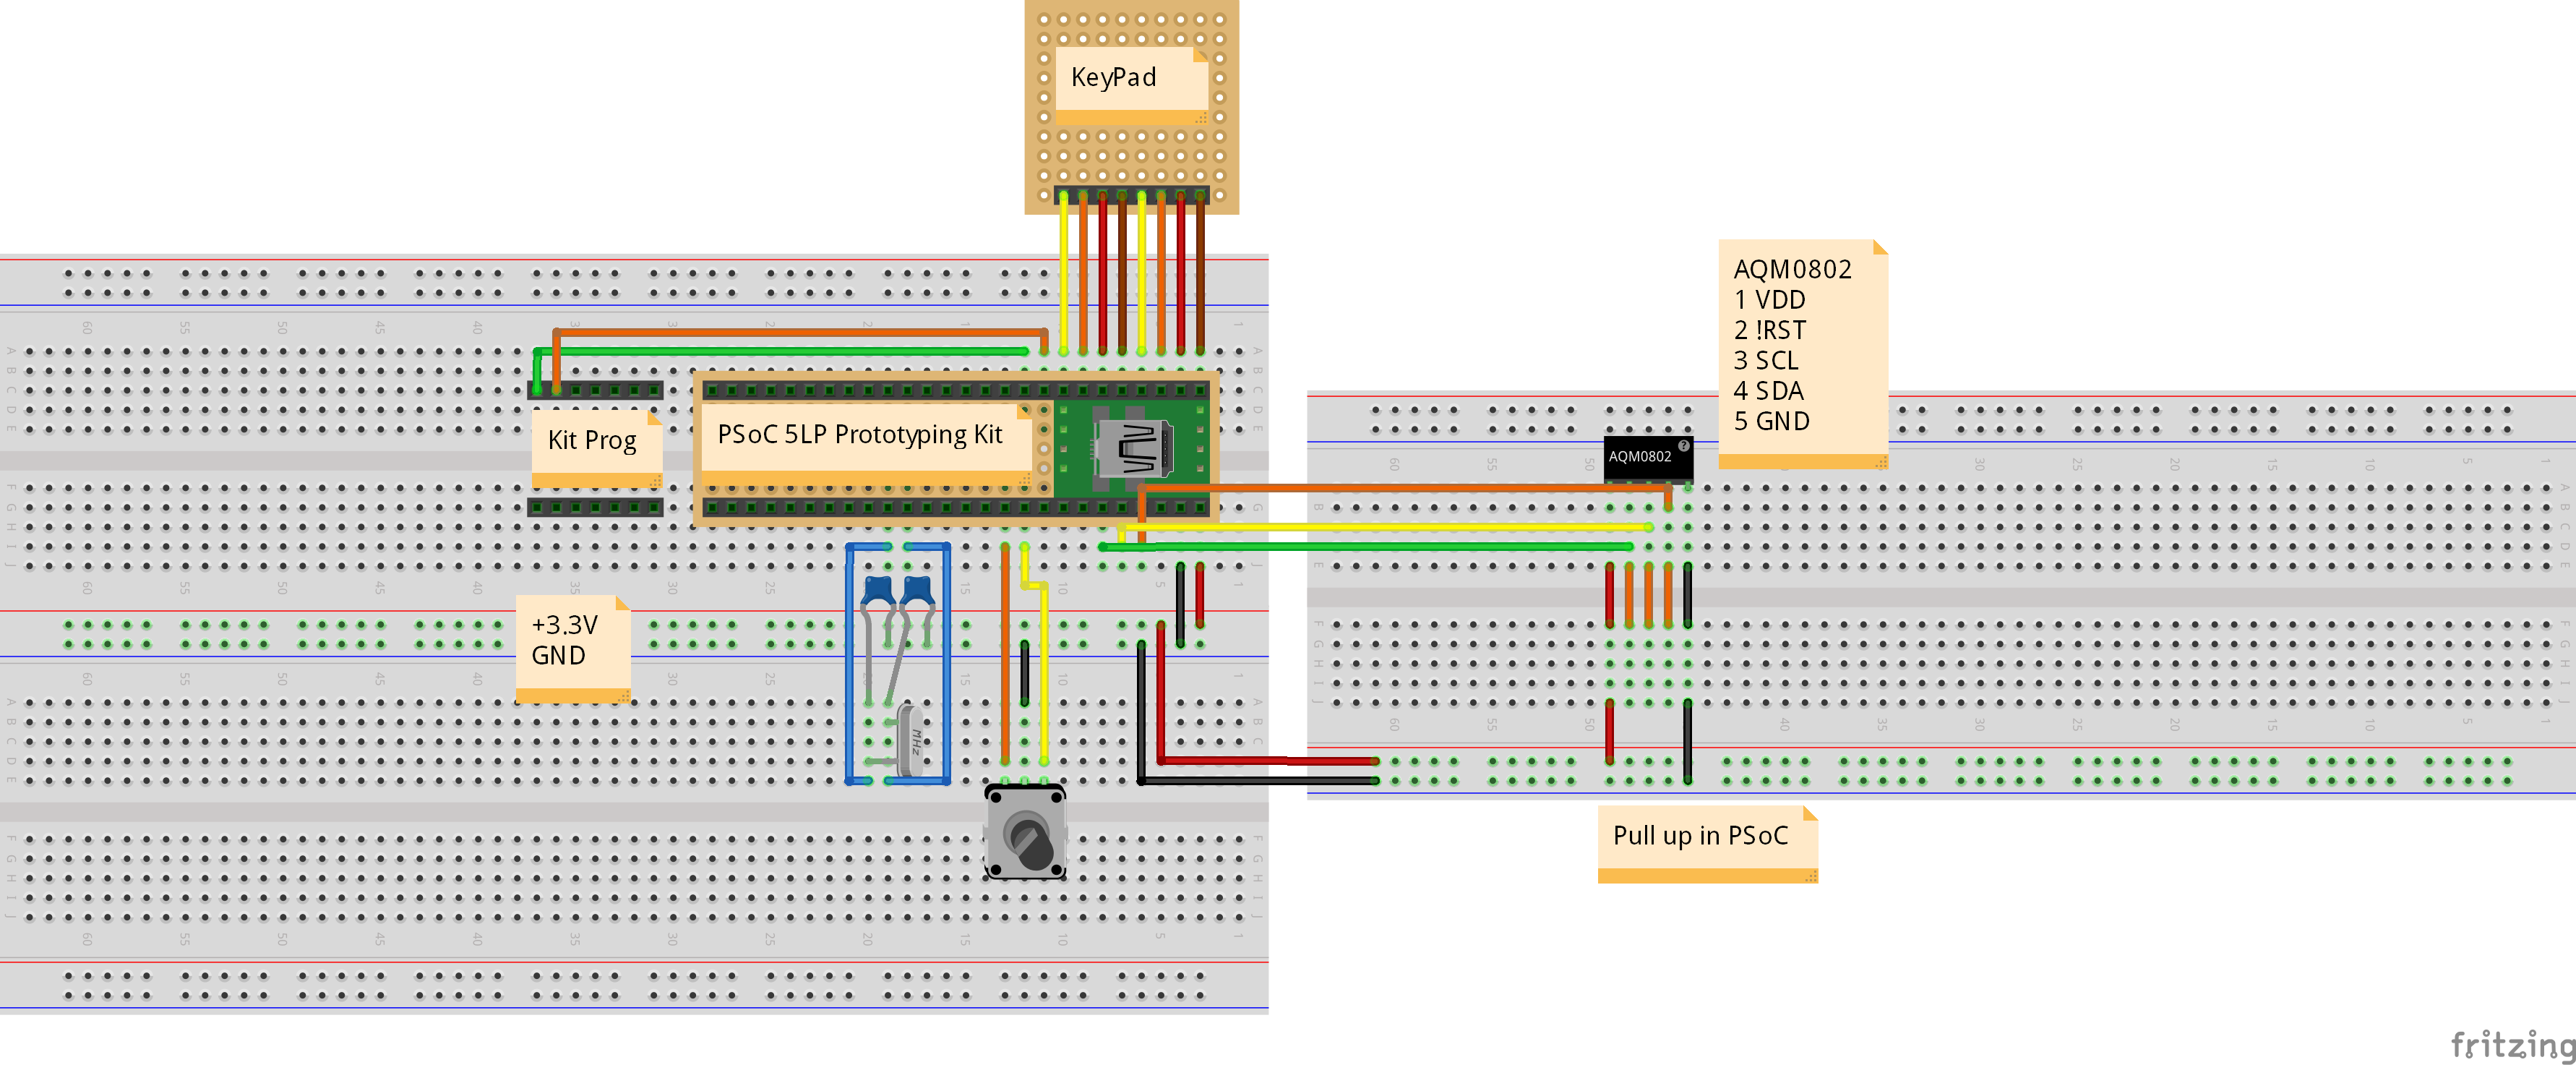 KeyPad
AQM0802
1 VDD
2 !RST
3 SCL
4 SDA
5 GND
Kit Prog
PSoC 5LP Prototyping Kit
AQM0802
MHz
+3.3V
GND
Pull up in PSoC
fritzing